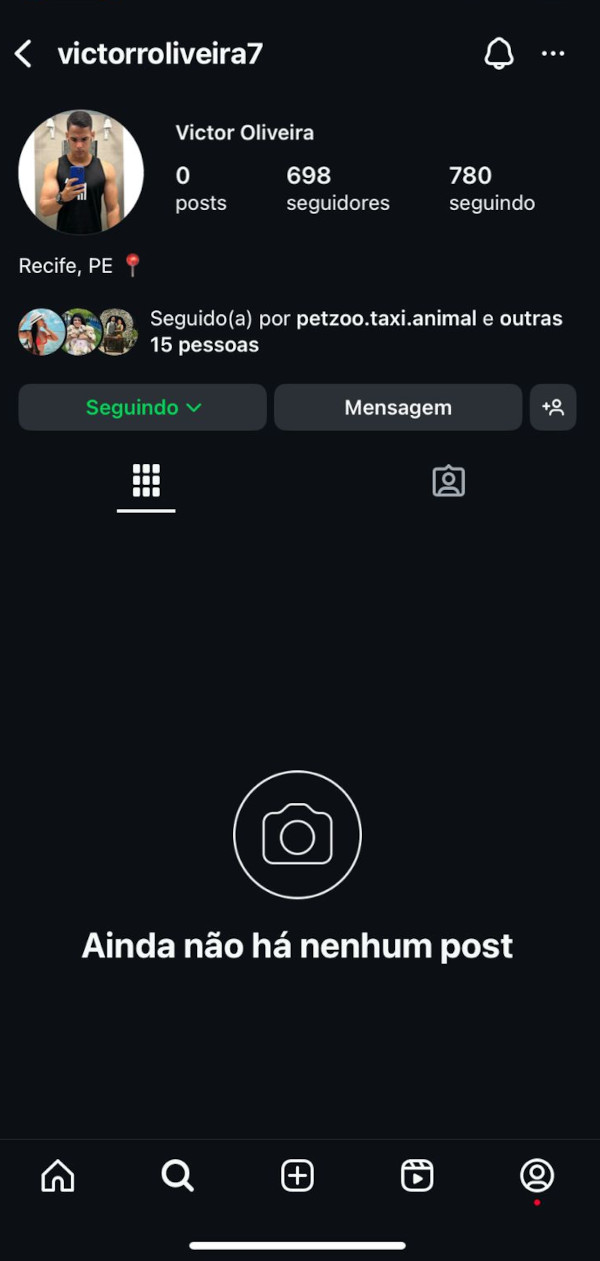 victorroliveira7
Victor Oliveira
0 698 780
posts seguidores seguindo
Recife, PE 📍
Seguido(a) por petzoo.taxi.animal e outras
15 pessoas
Seguindo Mensagem
Ainda não há nenhum post